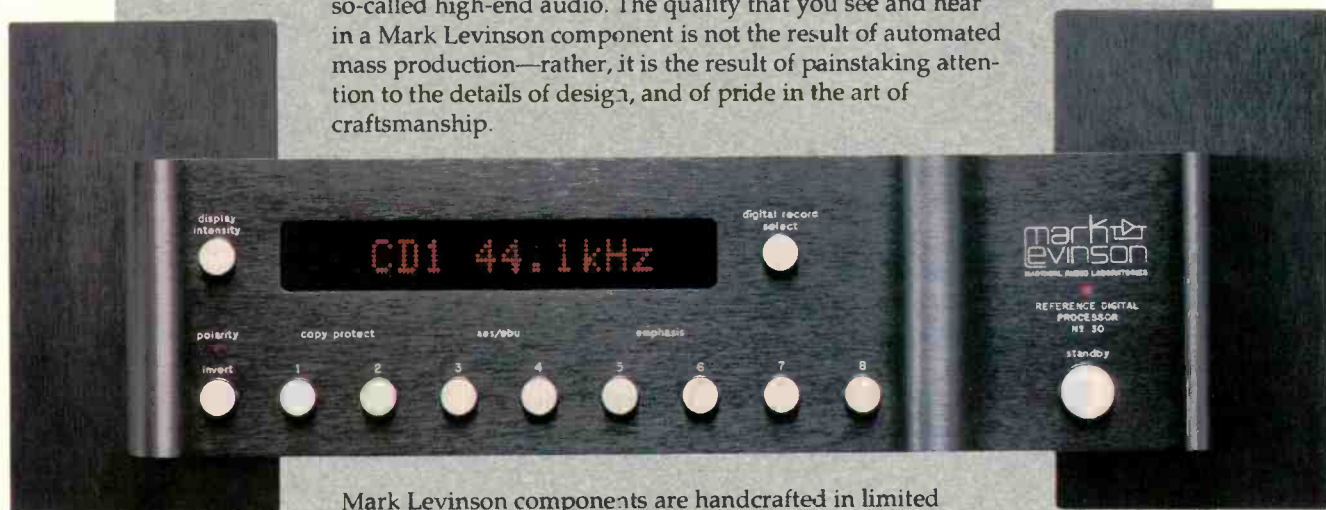 so-called high-end audio. The quality that you see and hear
in a Mark Levinson component is not the result of automated
mass production—rather, it is the result of painstaking atten-
tion to the details of design, and of pride in the art of
craftsmanship.
display
intensity
CD1 44.1kHz
digital record
select
mark
levinson
MADRIGAL AUDIO LABORATORIES
REFERENCE DIGITAL
PROCESSOR
Nº 30
polarity
copy protect
aes/ebu
emphasis
standby
invert
1 2 3 4 5 6 7 8
Mark Levinson components are handcrafted in limited